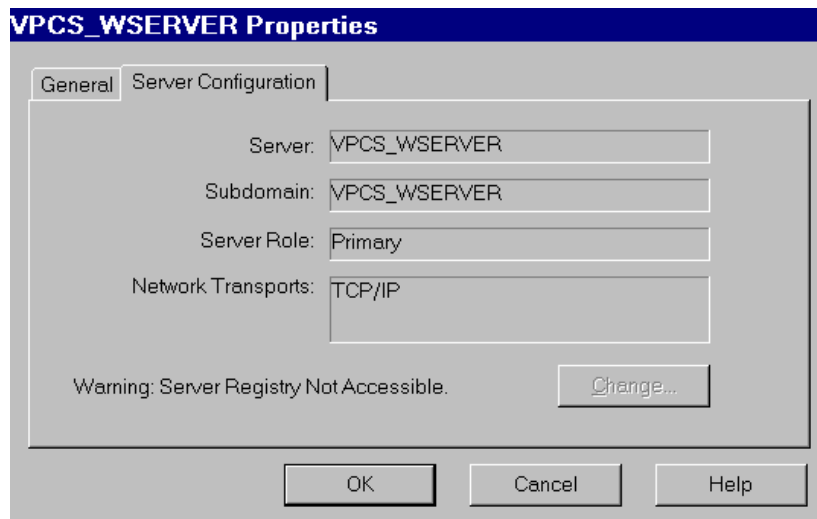 VPCS_WSERVER Properties
General Server Configuration
Server: VPCS_WSERVER
Subdomain: VPCS_WSERVER
Server Role: Primary
Network Transports: TCP/IP
Warning: Server Registry Not Accessible. Change...
OK Cancel Help